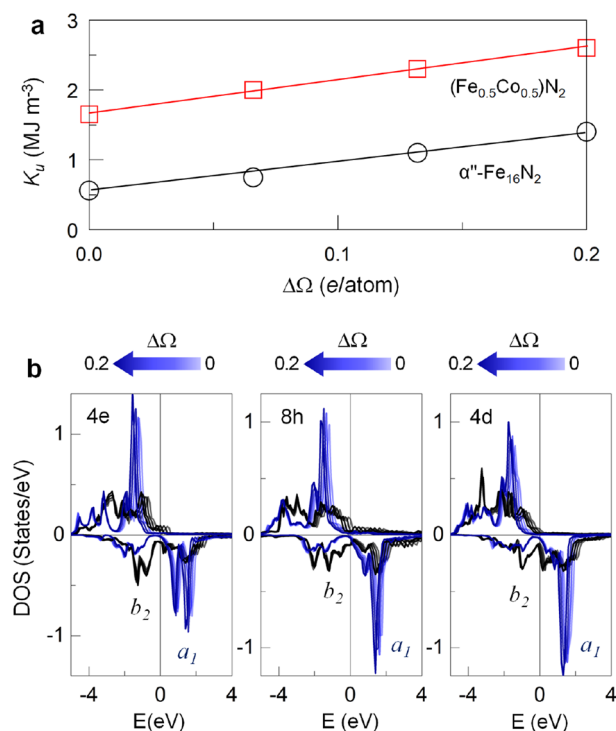 a
3
2
1
0
K_u (MJ m⁻³)
(Fe₀.₅Co₀.₅)N₂
α"-Fe₁₆N₂
0.0 0.1 0.2
ΔΩ (e/atom)
b
ΔΩ ΔΩ ΔΩ
0.2 0 0.2 0 0.2 0
4e 8h 4d
1 1 1
0 0 0
-1 -1 -1
DOS (States/eV)
b₂ b₂ b₂
a₁ a₁ a₁
-4 0 4 -4 0 4 -4 0 4
E(eV) E (eV) E (eV)